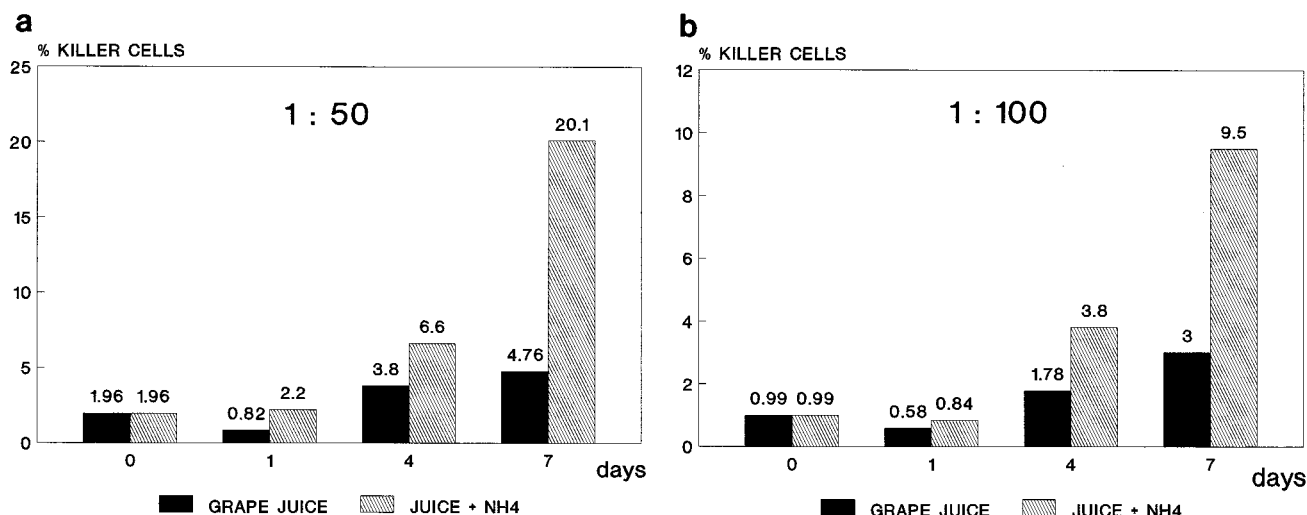 a
% KILLER CELLS
25
20
15
10
5
0
1 : 50
1.96 1.96
0.82 2.2
3.8 6.6
4.76 20.1
0 1 4 7 days
GRAPE JUICE JUICE + NH4
b
% KILLER CELLS
12
10
8
6
4
2
0
1 : 100
0.99 0.99
0.58 0.84
1.78 3.8
3 9.5
0 1 4 7 days
GRAPE JUICE JUICE + NH4